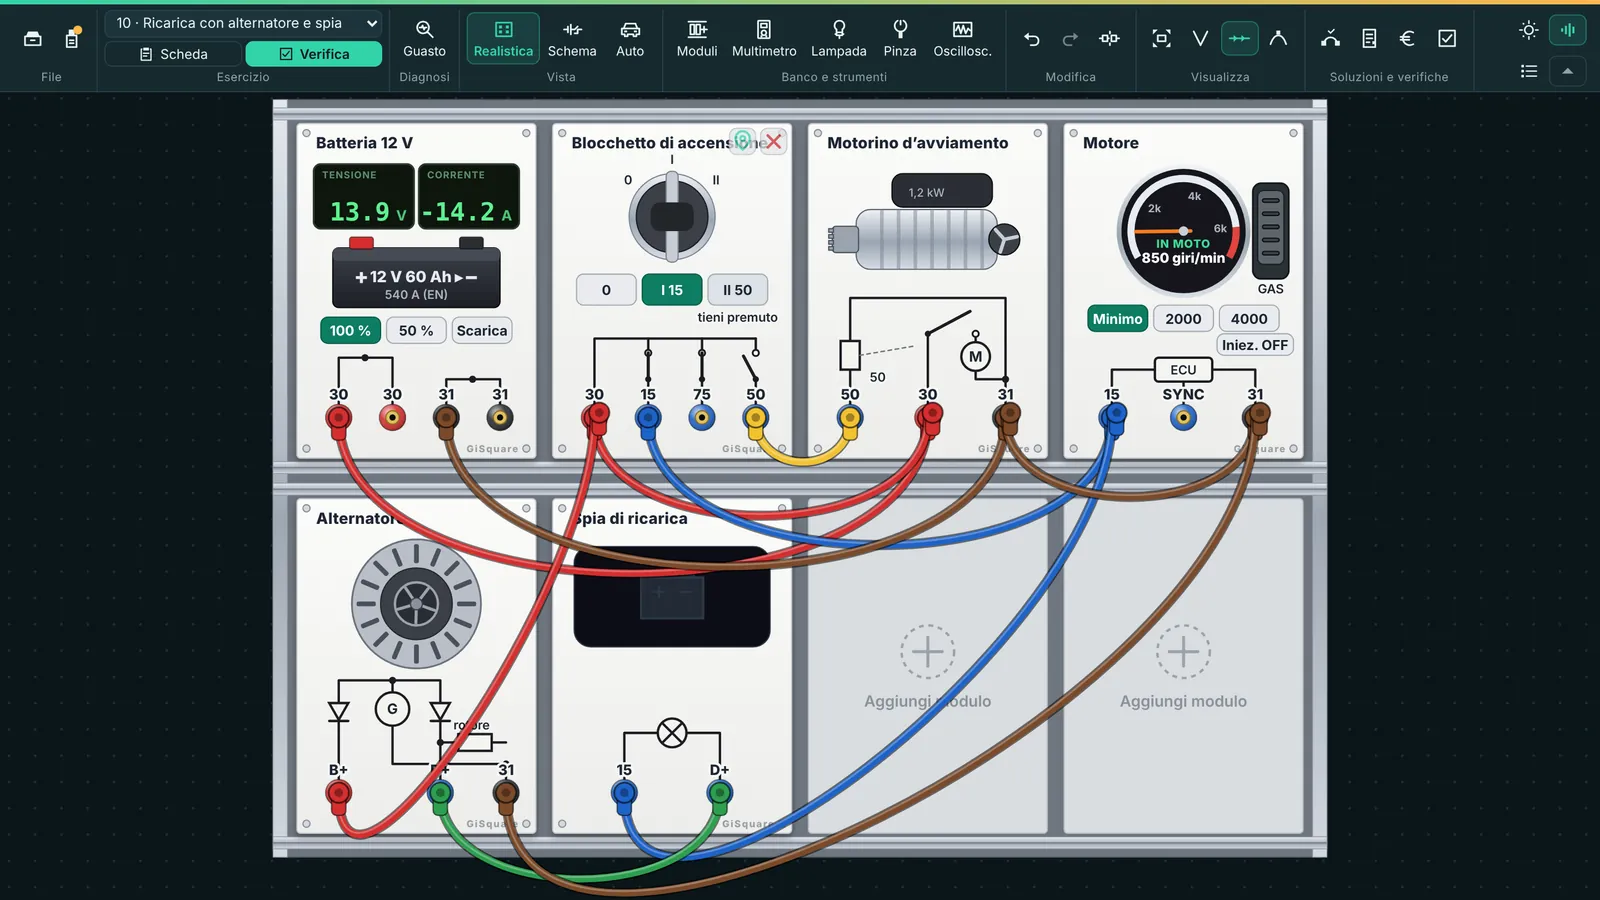 10 · Ricarica con alternatore e spia
Scheda
Verifica
Guasto
Realistica
Schema
Auto
Moduli
Multimetro
Lampada
Pinza
Oscillosc.
File
Esercizio
Diagnosi
Vista
Banco e strumenti
Modifica
Visualizza
Soluzioni e verifiche
Batteria 12 V
TENSIONE
13.9 V
CORRENTE
-14.2 A
+ 12 V 60 Ah ▸ −
540 A (EN)
100 %
50 %
Scarica
30
30
31
31
GiSquare
Blocchetto di
0
I
II
0
I 15
II 50
tieni premuto
30
15
75
50
Motorino d’avviamento
1,2 kW
M
50
50
30
31
Motore
2k
4k
6k
IN MOTO
850 giri/min
GAS
Minimo
2000
4000
Iniez. OFF
ECU
15
SYNC
31
Alternatore
G
rotore
B+
31
Spia di ricarica
15
D+
Aggiungi modulo
Aggiungi modulo